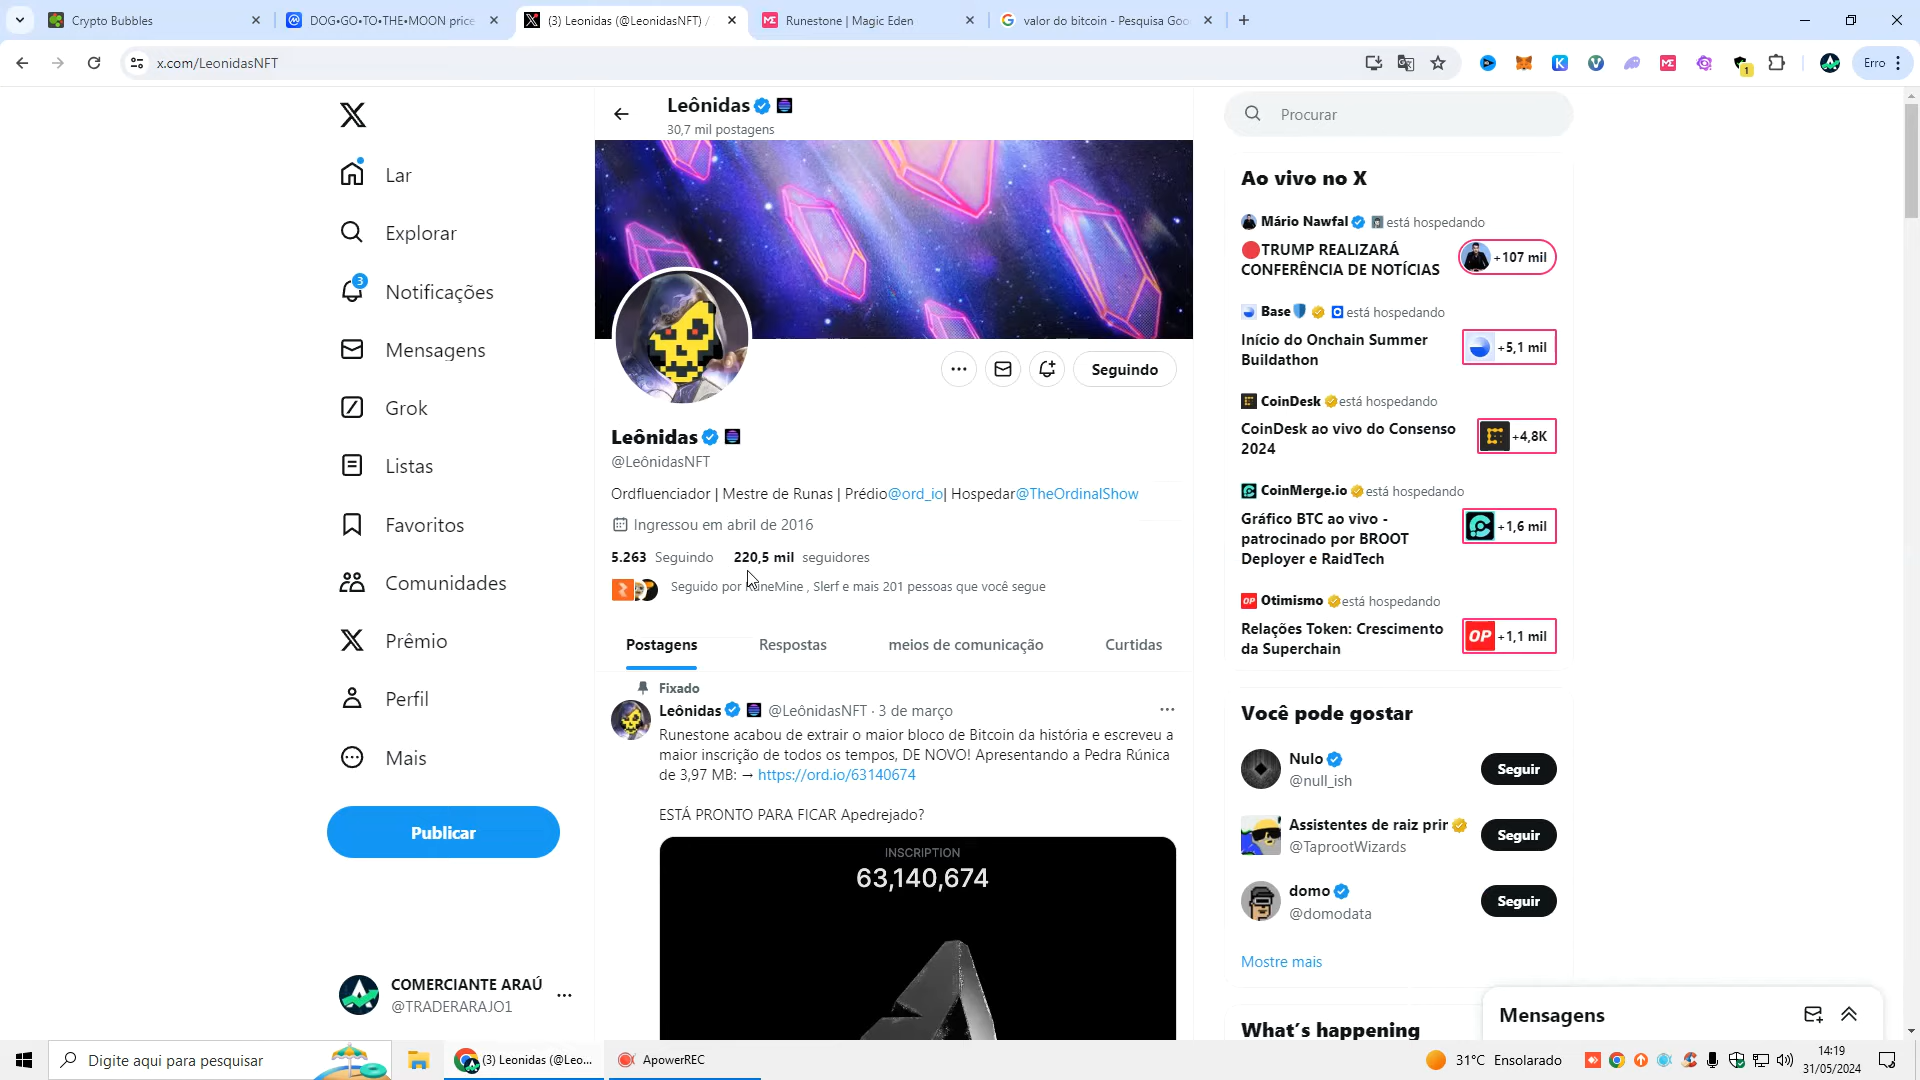 Crypto Bubbles
DOG•GO•TO•THE•MOON price
(3) Leonidas (@LeonidasNFT) /
Runestone | Magic Eden
valor do bitcoin - Pesquisa Goo
x.com/LeonidasNFT
1
Erro
Lar
Explorar
3
Notificações
Mensagens
Grok
Listas
Favoritos
Comunidades
Prêmio
Perfil
Mais
Publicar
COMERCIANTE ARAÚ
@TRADERARAJO1
Leônidas
30,7 mil postagens
Seguindo
Leônidas
@LeônidasNFT
Ordfluenciador | Mestre de Runas | Prédio@ord_io| Hospedar@TheOrdinalShow
Ingressou em abril de 2016
5.263 Seguindo 220,5 mil seguidores
Seguido por RuneMine , Slerf e mais 201 pessoas que você segue
Postagens Respostas meios de comunicação Curtidas
Fixado
Leônidas @LeônidasNFT · 3 de março
Runestone acabou de extrair o maior bloco de Bitcoin da história e escreveu a
maior inscrição de todos os tempos, DE NOVO! Apresentando a Pedra Rúnica
de 3,97 MB: → https://ord.io/63140674
ESTÁ PRONTO PARA FICAR Apedrejado?
INSCRIPTION
63,140,674
Procurar
Ao vivo no X
Mário Nawfal está hospedando
TRUMP REALIZARÁ
CONFERÊNCIA DE NOTÍCIAS
+107 mil
Base está hospedando
Início do Onchain Summer
Buildathon
+5,1 mil
CoinDesk está hospedando
CoinDesk ao vivo do Consenso
2024
+4,8K
CoinMerge.io está hospedando
Gráfico BTC ao vivo -
patrocinado por BROOT
Deployer e RaidTech
+1,6 mil
OP Otimismo está hospedando
Relações Token: Crescimento
da Superchain
OP +1,1 mil
Você pode gostar
Nulo
@null_ish
Seguir
Assistentes de raiz prir
@TaprootWizards
Seguir
domo
@domodata
Seguir
Mostre mais
What's happening
Mensagens
Digite aqui para pesquisar
(3) Leonidas (@Leo...
ApowerREC
31°C Ensolarado
14:19
31/05/2024